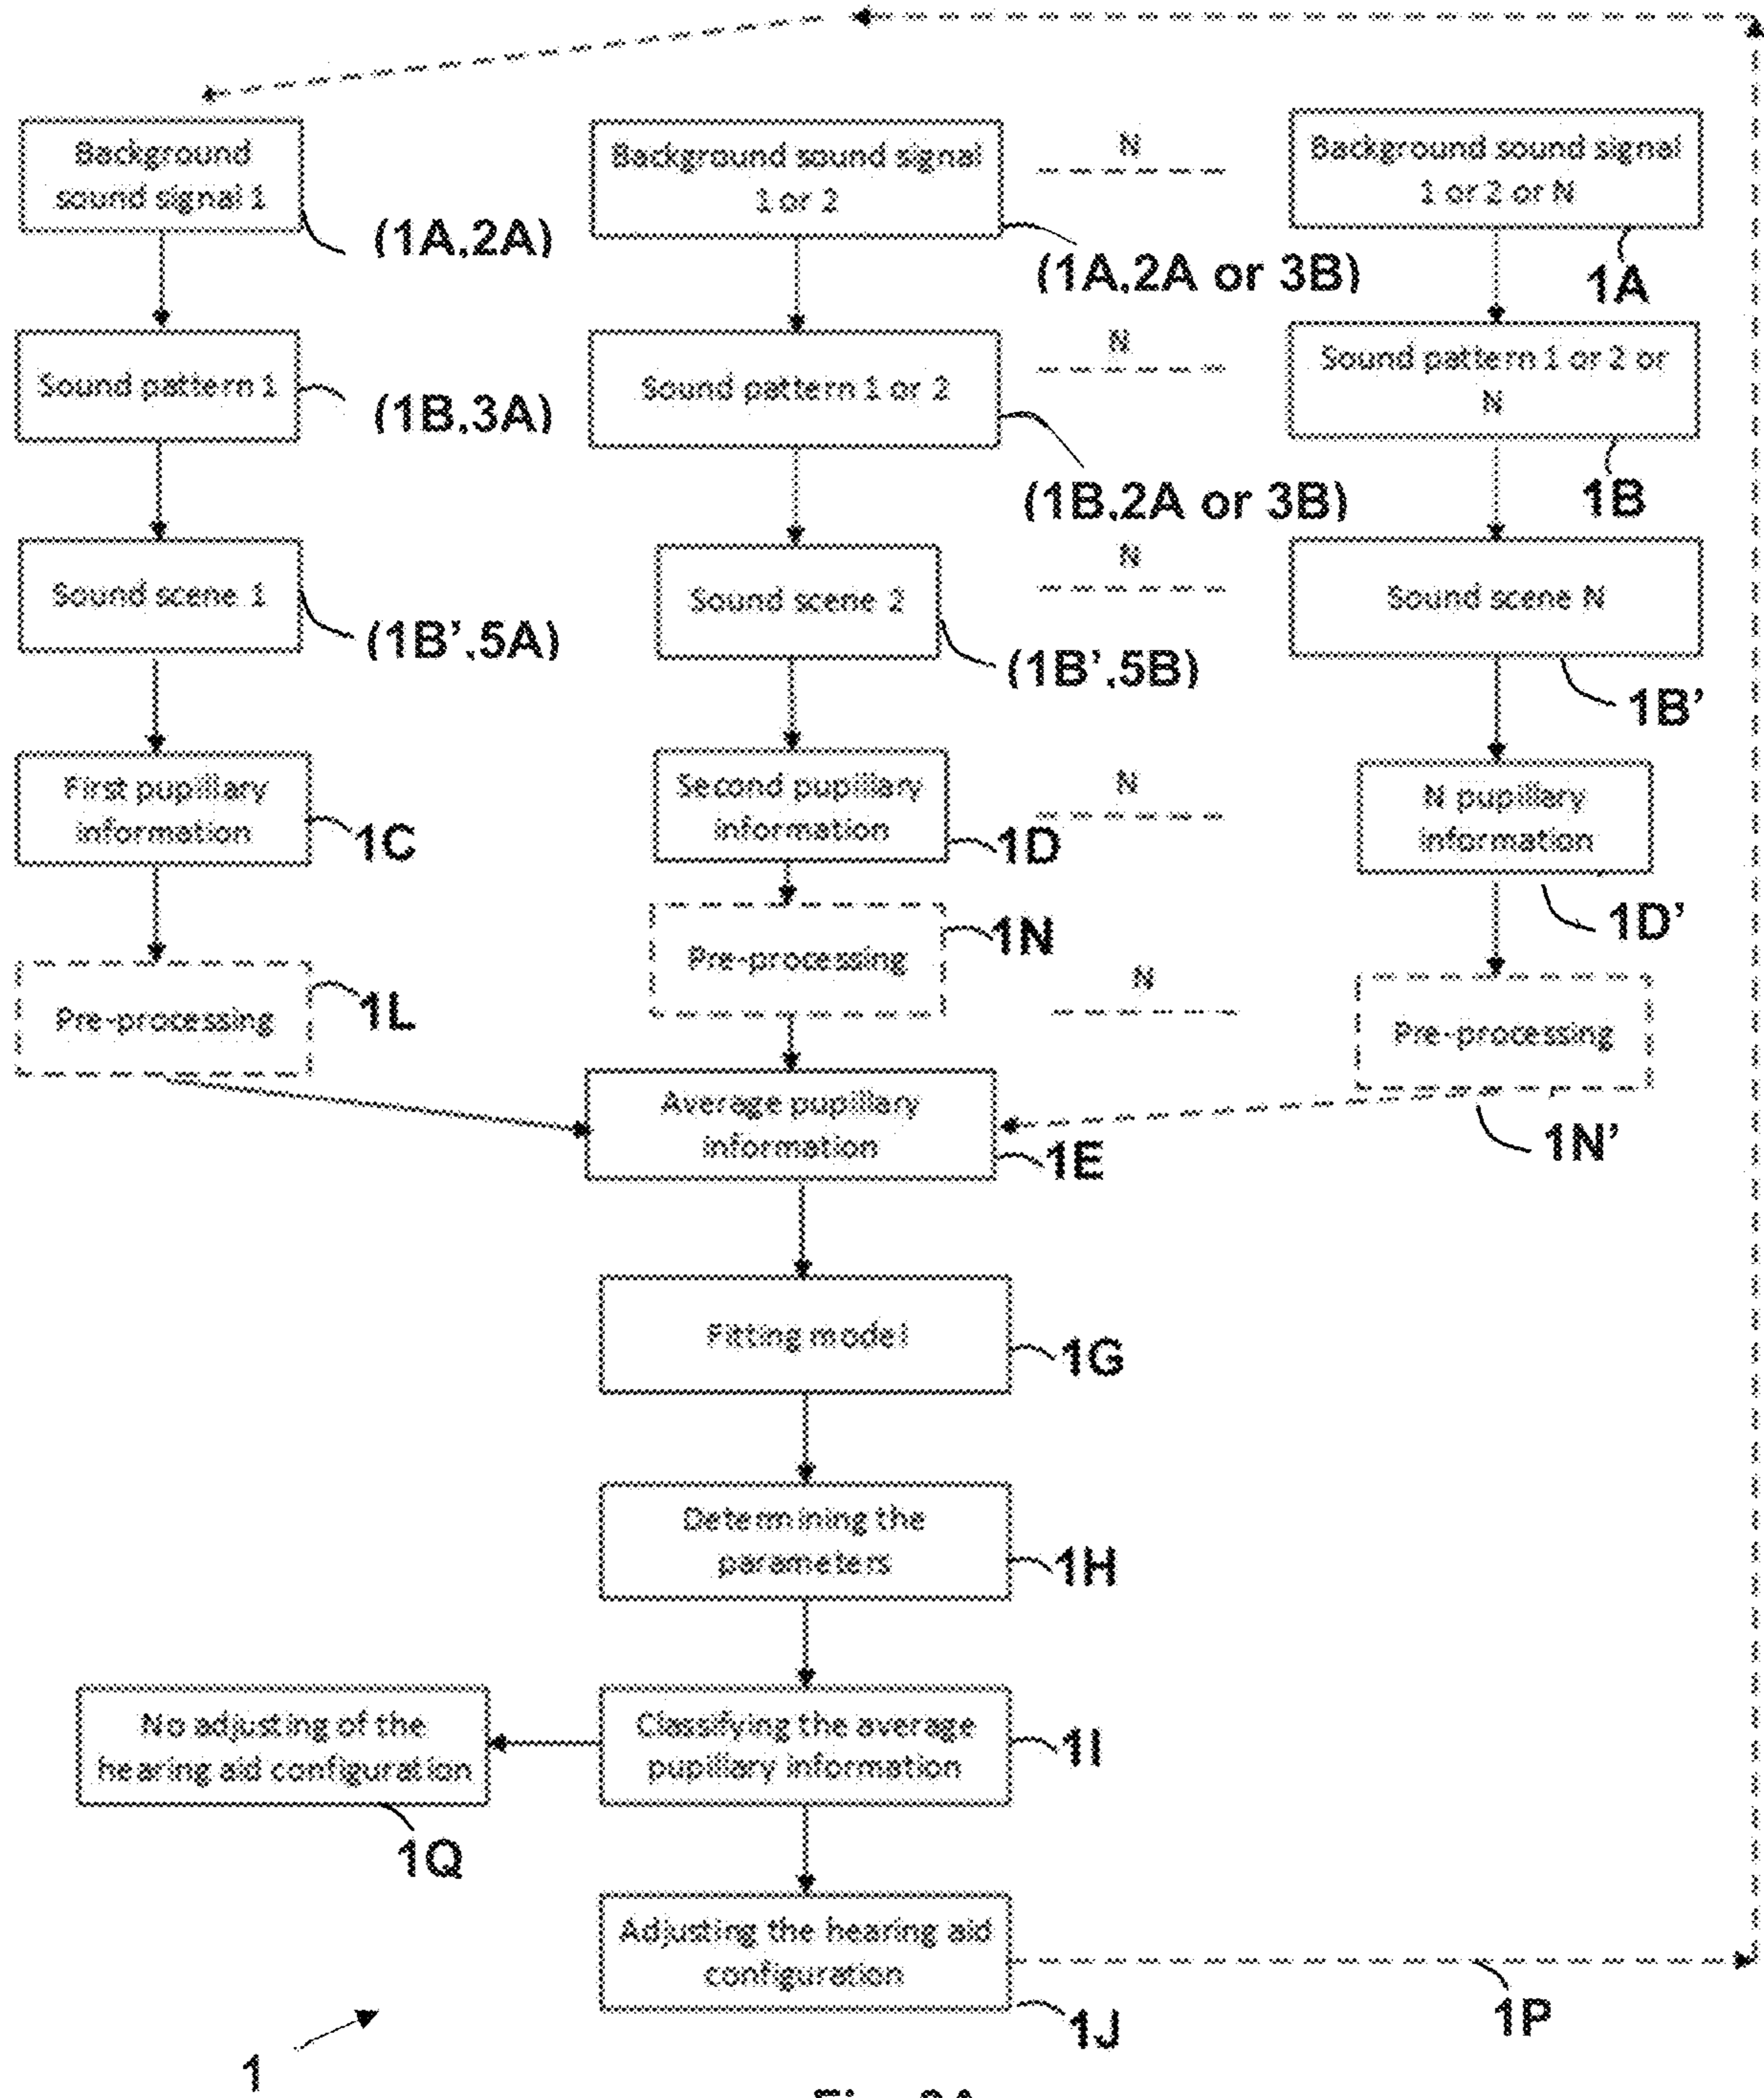 Background
sound signal 1
(1A,2A)
Background sound signal
1 or 2
(1A,2A or 3B)
N
Background sound signal
1 or 2 or N
1A
Sound pattern 1
(1B,3A)
Sound pattern 1 or 2
(1B,2A or 3B)
N
Sound pattern 1 or 2 or
N
1B
Sound scene 1
(1B',5A)
Sound scene 2
(1B',5B)
N
Sound scene N
1B'
First pupillary
information
1C
Second pupillary
information
1D
N
N pupillary
information
1D'
Pre-processing
1L
Pre-processing
1N
N
Pre-processing
1N'
Average pupillary
information
1E
Fitting model
1G
Determining the
parameters
1H
No adjusting of the
hearing aid configuration
1Q
Classifying the average
pupillary information
1I
Adjusting the hearing aid
configuration
1J
1P
1